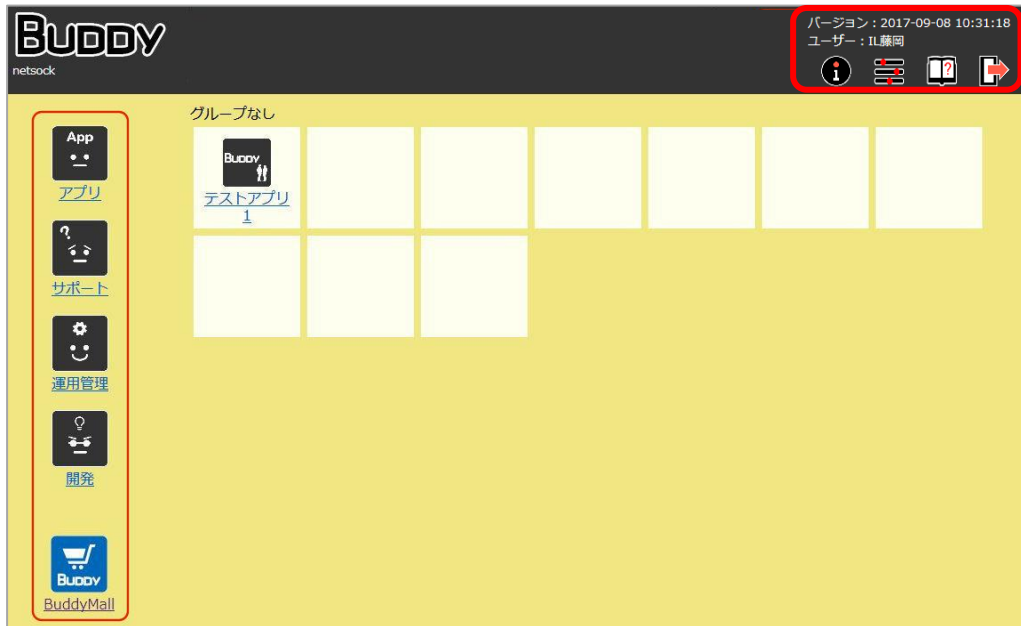 BUDDY
netsock
バージョン : 2017-09-08 10:31:18
ユーザー : IL藤岡
i
?
グループなし
App
アプリ
?
サポート
運用管理
開発
BUDDY
BuddyMall
BUDDY
テストアプリ
1